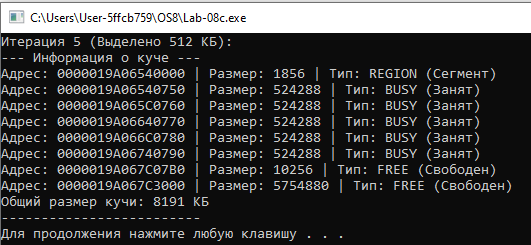 C:\Users\User-5ffcb759\OS8\Lab-08c.exe
Итерация 5 (Выделено 512 КБ):
--- Информация о куче ---
Адрес: 0000019A06540000 | Размер: 1856 | Тип: REGION (Сегмент)
Адрес: 0000019A06540750 | Размер: 524288 | Тип: BUSY (Занят)
Адрес: 0000019A065C0760 | Размер: 524288 | Тип: BUSY (Занят)
Адрес: 0000019A06640770 | Размер: 524288 | Тип: BUSY (Занят)
Адрес: 0000019A066C0780 | Размер: 524288 | Тип: BUSY (Занят)
Адрес: 0000019A06740790 | Размер: 524288 | Тип: BUSY (Занят)
Адрес: 0000019A067C07B0 | Размер: 10256 | Тип: FREE (Свободен)
Адрес: 0000019A067C3000 | Размер: 5754880 | Тип: FREE (Свободен)
Общий размер кучи: 8191 КБ
-------------------------
Для продолжения нажмите любую клавишу . . .